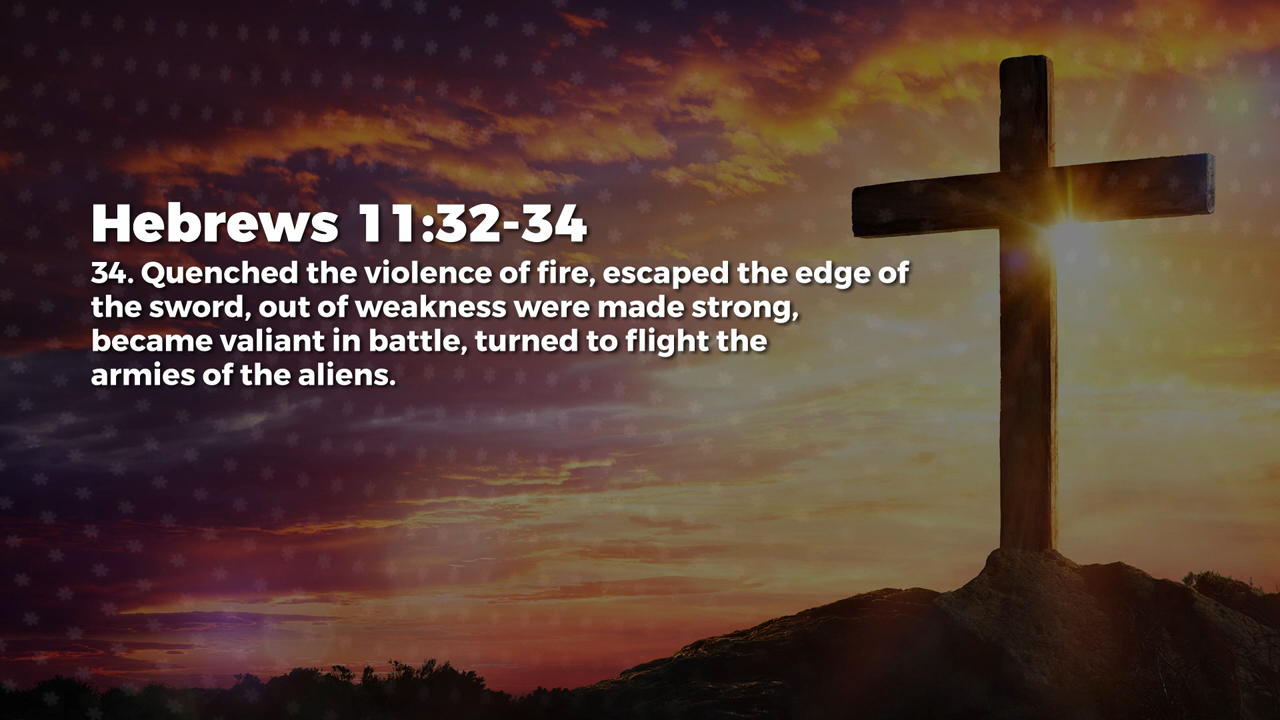 Hebrews 11:32-34
34. Quenched the violence of fire, escaped the edge of
the sword, out of weakness were made strong,
became valiant in battle, turned to flight the
armies of the aliens.